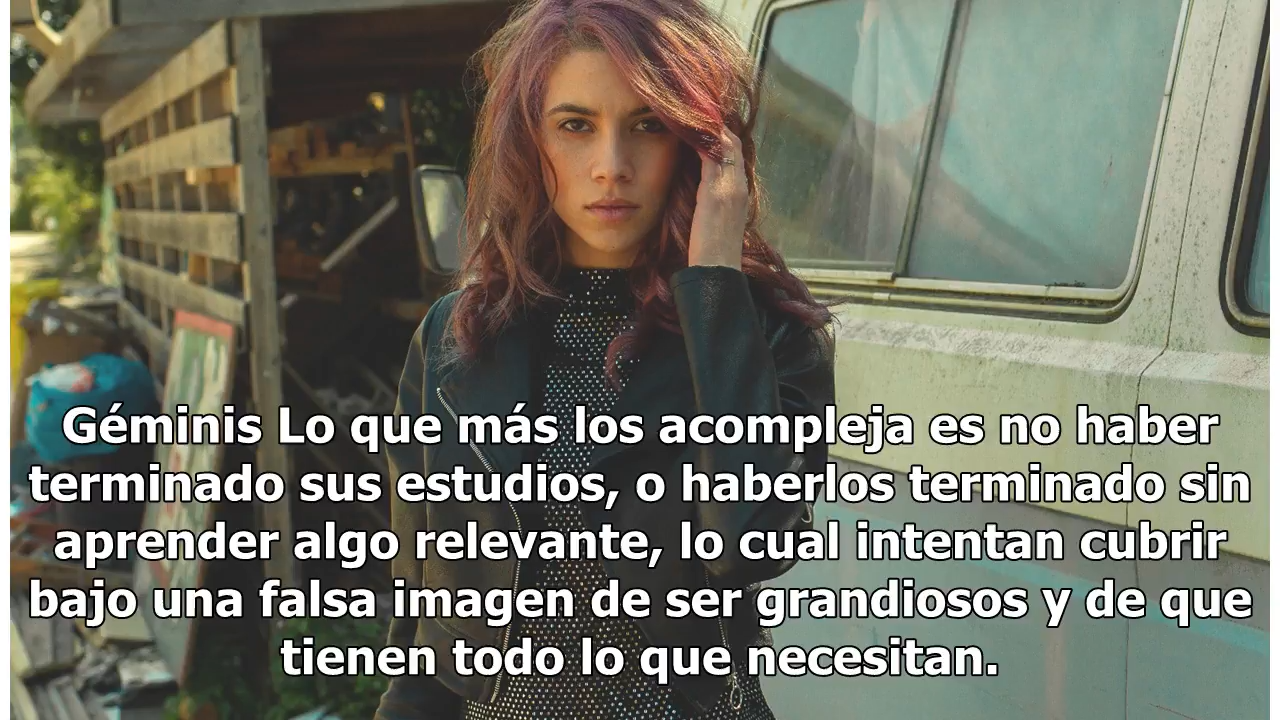 Géminis Lo que más los acompleja es no haber
terminado sus estudios, o haberlos terminado sin
aprender algo relevante, lo cual intentan cubrir
bajo una falsa imagen de ser grandiosos y de que
tienen todo lo que necesitan.